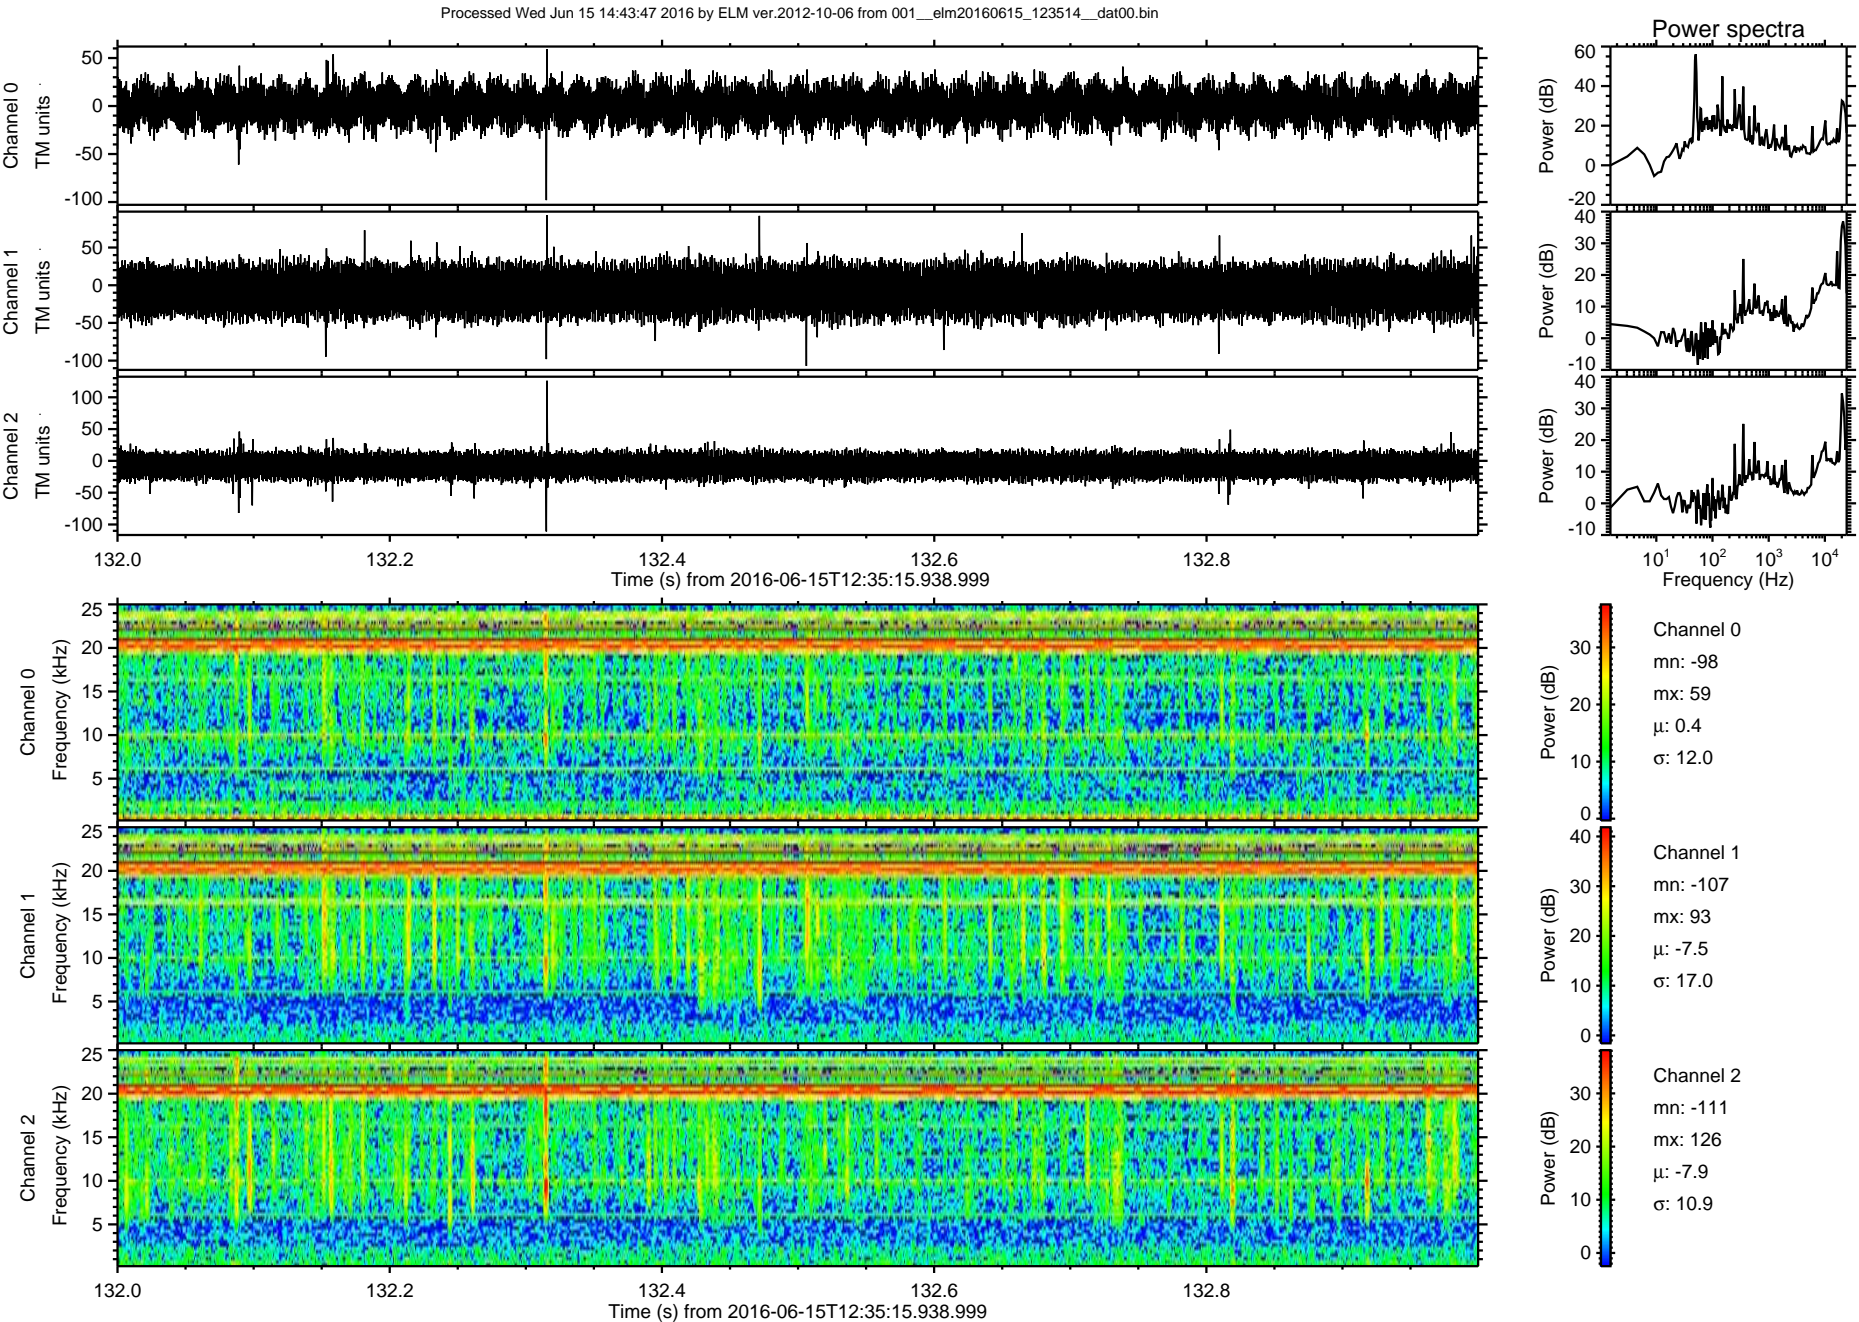 Processed Wed Jun 15 14:43:47 2016 by ELM ver.2012-10-06 from 001__elm20160615_123514__dat00.bin
Power spectra
Channel 0
TM units
50
0
-50
-100
Power (dB)
60
40
20
0
-20
Channel 1
TM units
50
0
-50
-100
Power (dB)
40
30
20
10
0
-10
Channel 2
TM units
100
50
0
-50
-100
Power (dB)
40
30
20
10
0
-10
132.0 132.2 132.4 132.6 132.8
Time (s) from 2016-06-15T12:35:15.938.999
10^1 10^2 10^3 10^4
Frequency (Hz)
Channel 0
Frequency (kHz)
25
20
15
10
5
Power (dB)
30
20
10
0
Channel 0
mn: -98
mx: 59
μ: 0.4
σ: 12.0
Channel 1
Frequency (kHz)
25
20
15
10
5
Power (dB)
40
30
20
10
0
Channel 1
mn: -107
mx: 93
μ: -7.5
σ: 17.0
Channel 2
Frequency (kHz)
25
20
15
10
5
Power (dB)
30
20
10
0
Channel 2
mn: -111
mx: 126
μ: -7.9
σ: 10.9
132.0 132.2 132.4 132.6 132.8
Time (s) from 2016-06-15T12:35:15.938.999